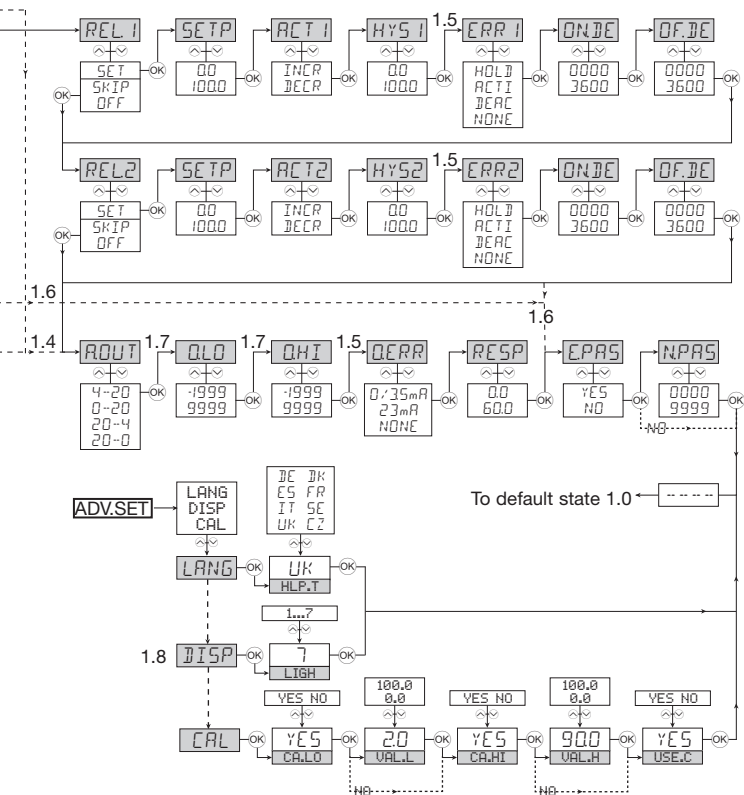 1.5
REL.1 SETP ACT1 HYS1 ERR1 ON.DE OF.DE
SET
SKIP
OFF
OK
0.0
100.0
OK
INCR
DECR
OK
0.0
100.0
OK
HOLD
ACTI
DEAC
NONE
OK
0000
3600
OK
0000
3600
OK
OK
1.5
REL2 SETP ACT2 HYS2 ERR2 ON.DE OF.DE
SET
SKIP
OFF
OK
0.0
100.0
OK
INCR
DECR
OK
0.0
100.0
OK
HOLD
ACTI
DEAC
NONE
OK
0000
3600
OK
0000
3600
OK
OK
1.6
1.6
1.4 1.7 1.7 1.5
A.OUT O.LO O.HI O.ERR RESP E.PAS N.PAS
4-20
0-20
20-4
20-0
OK
-1999
9999
OK
-1999
9999
OK
0/3.5mA
23mA
NONE
OK
0.0
60.0
OK
YES
NO
OK
NO
0000
9999
OK
To default state 1.0
-- -- -- --
ADV.SET
LANG
DISP
CAL
DE DK
ES FR
IT SE
UK CZ
LANG OK UK OK
HLP.T
1...7
1.8 DISP OK 7 OK
LIGH
YES NO
100.0
0.0
YES NO
100.0
0.0
YES NO
CAL OK YES OK 2.0 OK YES OK 90.0 OK YES OK
CA.LO VAL.L CA.HI VAL.H USE.C
NO NO